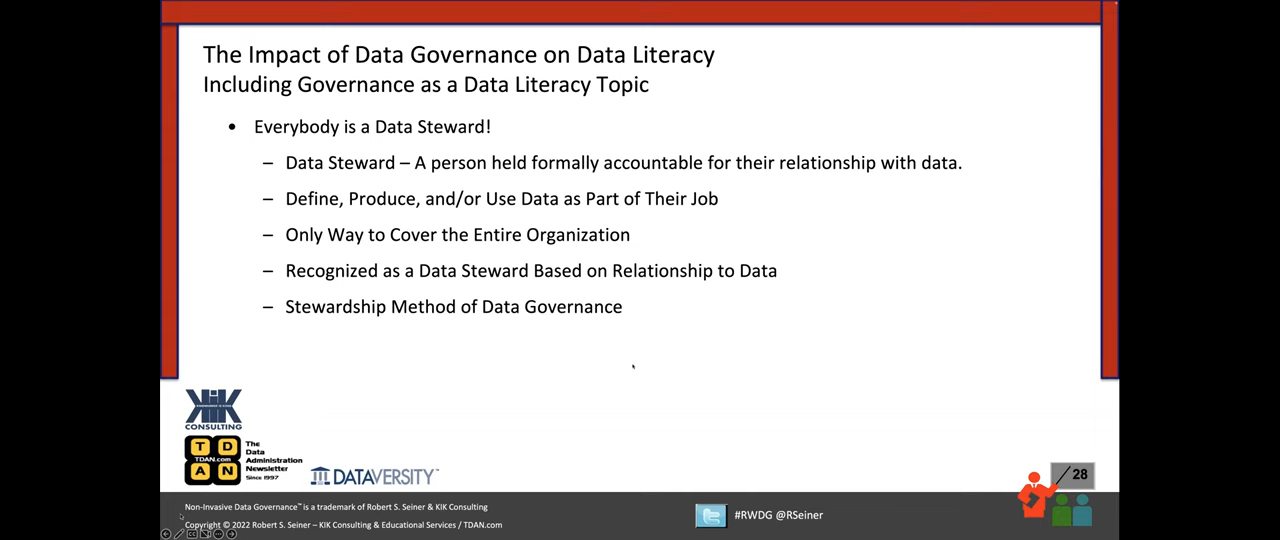 The Impact of Data Governance on Data Literacy
Including Governance as a Data Literacy Topic
• Everybody is a Data Steward!
– Data Steward – A person held formally accountable for their relationship with data.
– Define, Produce, and/or Use Data as Part of Their Job
– Only Way to Cover the Entire Organization
– Recognized as a Data Steward Based on Relationship to Data
– Stewardship Method of Data Governance
KIK
CONSULTING
T D
TDAN.com
A N
The
Data
Administration
Newsletter
Since 1997
DATAVERSITY™
/ 28
Non-Invasive Data Governance™ is a trademark of Robert S. Seiner & KIK Consulting
Copyright © 2022 Robert S. Seiner – KIK Consulting & Educational Services / TDAN.com
#RWDG @RSeiner